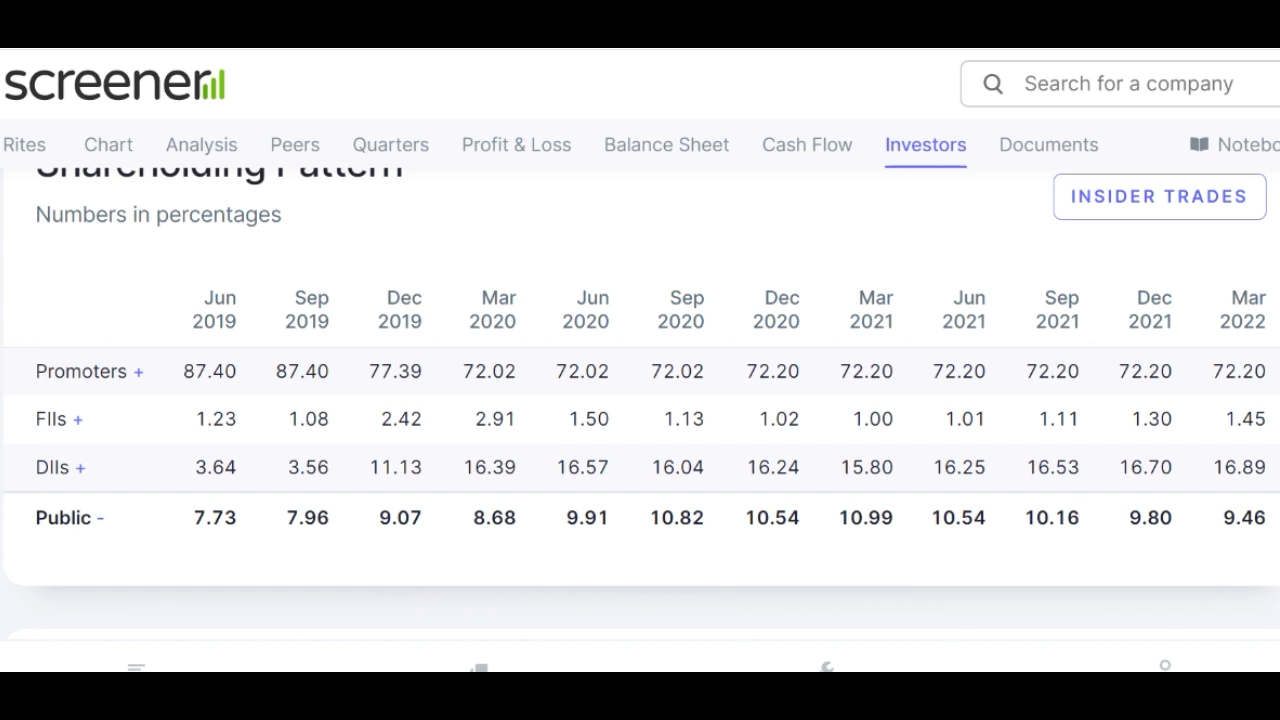 screener
Search for a company
Rites Chart Analysis Peers Quarters Profit & Loss Balance Sheet Cash Flow Investors Documents
Shareholding Pattern
INSIDER TRADES
Numbers in percentages
Jun Sep Dec Mar Jun Sep Dec Mar Jun Sep Dec Mar
2019 2019 2019 2020 2020 2020 2020 2021 2021 2021 2021 2022
Promoters + 87.40 87.40 77.39 72.02 72.02 72.02 72.20 72.20 72.20 72.20 72.20 72.20
FIIs + 1.23 1.08 2.42 2.91 1.50 1.13 1.02 1.00 1.01 1.11 1.30 1.45
DIIs + 3.64 3.56 11.13 16.39 16.57 16.04 16.24 15.80 16.25 16.53 16.70 16.89
Public - 7.73 7.96 9.07 8.68 9.91 10.82 10.54 10.99 10.54 10.16 9.80 9.46